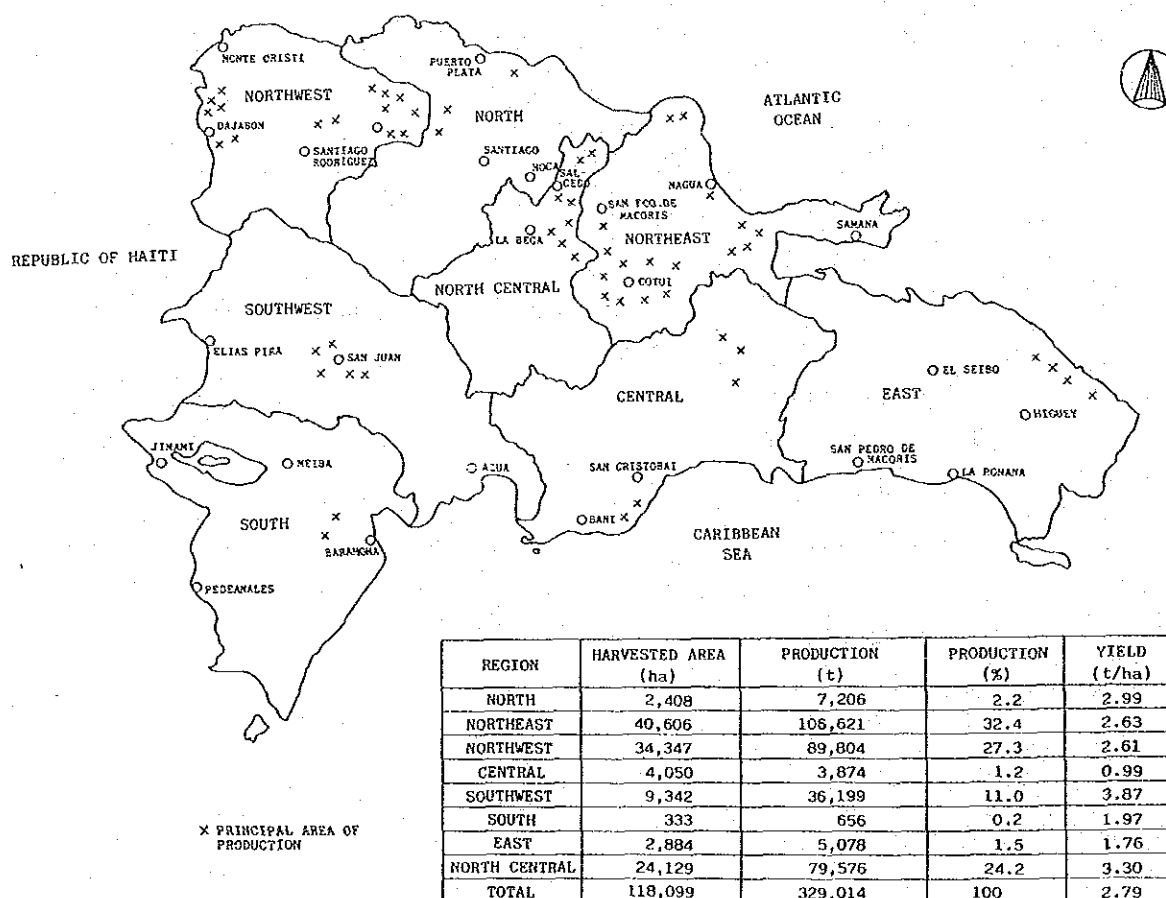 MONTE CRISTI
PUERTO
PLATA
NORTHWEST
NORTH
ATLANTIC
OCEAN
DAJABON
SANTIAGO
RODRIGUEZ
SANTIAGO
MOCA
SAL-
CEDO
NAGUA
SAN FCO.DE
MACORIS
SAMANA
LA BEGA
NORTHEAST
REPUBLIC OF HAITI
COTUI
NORTH CENTRAL
SOUTHWEST
ELIAS PIRA
SAN JUAN
EL SEIBO
CENTRAL
EAST
HIGUEY
JIMAMI
MEIBA
AZUA
SAN CRISTOBAI
SAN PEDRO DE
MACORIS
LA ROMANA
SOUTH
BANI
BARAHOMA
CARIBBEAN
SEA
PEDEANALES
REGION HARVESTED AREA (ha) PRODUCTION (t) PRODUCTION (%) YIELD (t/ha)
NORTH 2,408 7,206 2.2 2.99
NORTHEAST 40,606 106,621 32.4 2.63
NORTHWEST 34,347 89,804 27.3 2.61
CENTRAL 4,050 3,874 1.2 0.99
SOUTHWEST 9,342 36,199 11.0 3.87
SOUTH 333 656 0.2 1.97
EAST 2,884 5,078 1.5 1.76
NORTH CENTRAL 24,129 79,576 24.2 3.30
TOTAL 118,099 329,014 100 2.79
X PRINCIPAL AREA OF
PRODUCTION